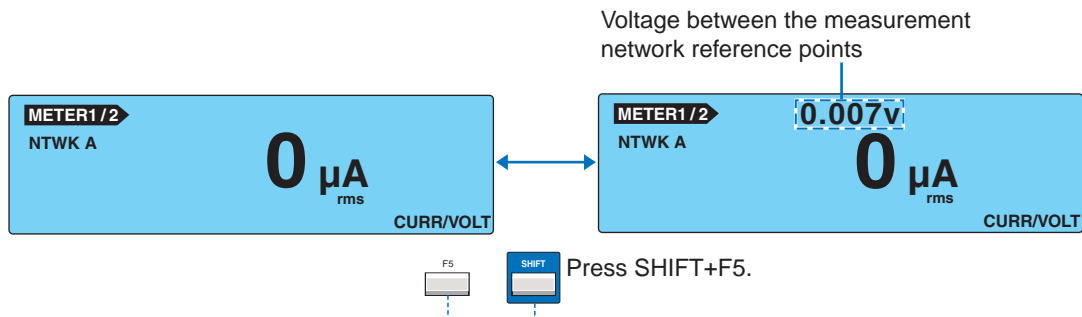 Voltage between the measurement
network reference points
METER1 / 2
NTWK A
0 µA
rms
CURR/VOLT
METER1 / 2
0.007v
NTWK A
0 µA
rms
CURR/VOLT
F5
SHIFT
Press SHIFT+F5.